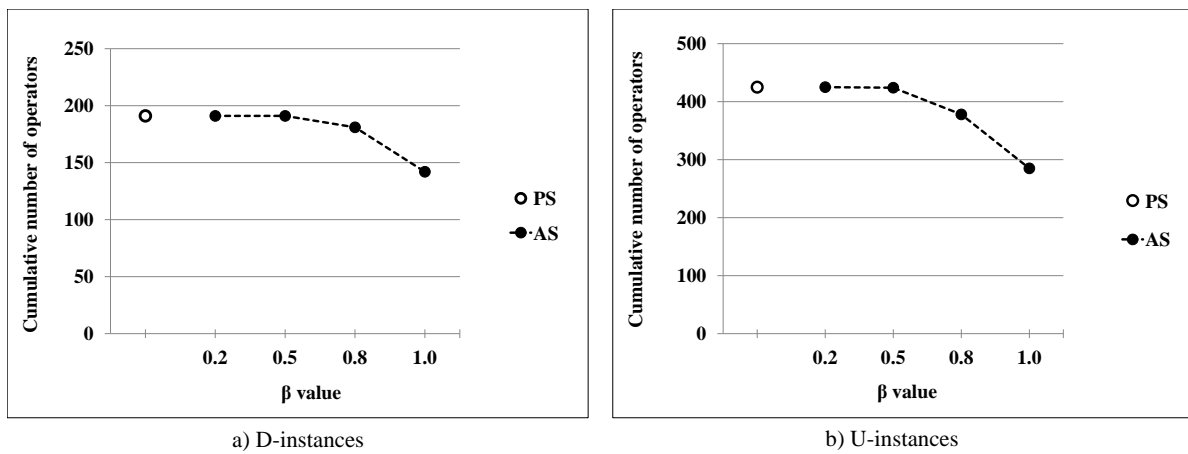 Cumulative number of operators
250
200
150
100
50
0
0.2 0.5 0.8 1.0
β value
PS
AS
a) D-instances
Cumulative number of operators
500
400
300
200
100
0
0.2 0.5 0.8 1.0
β value
PS
AS
b) U-instances